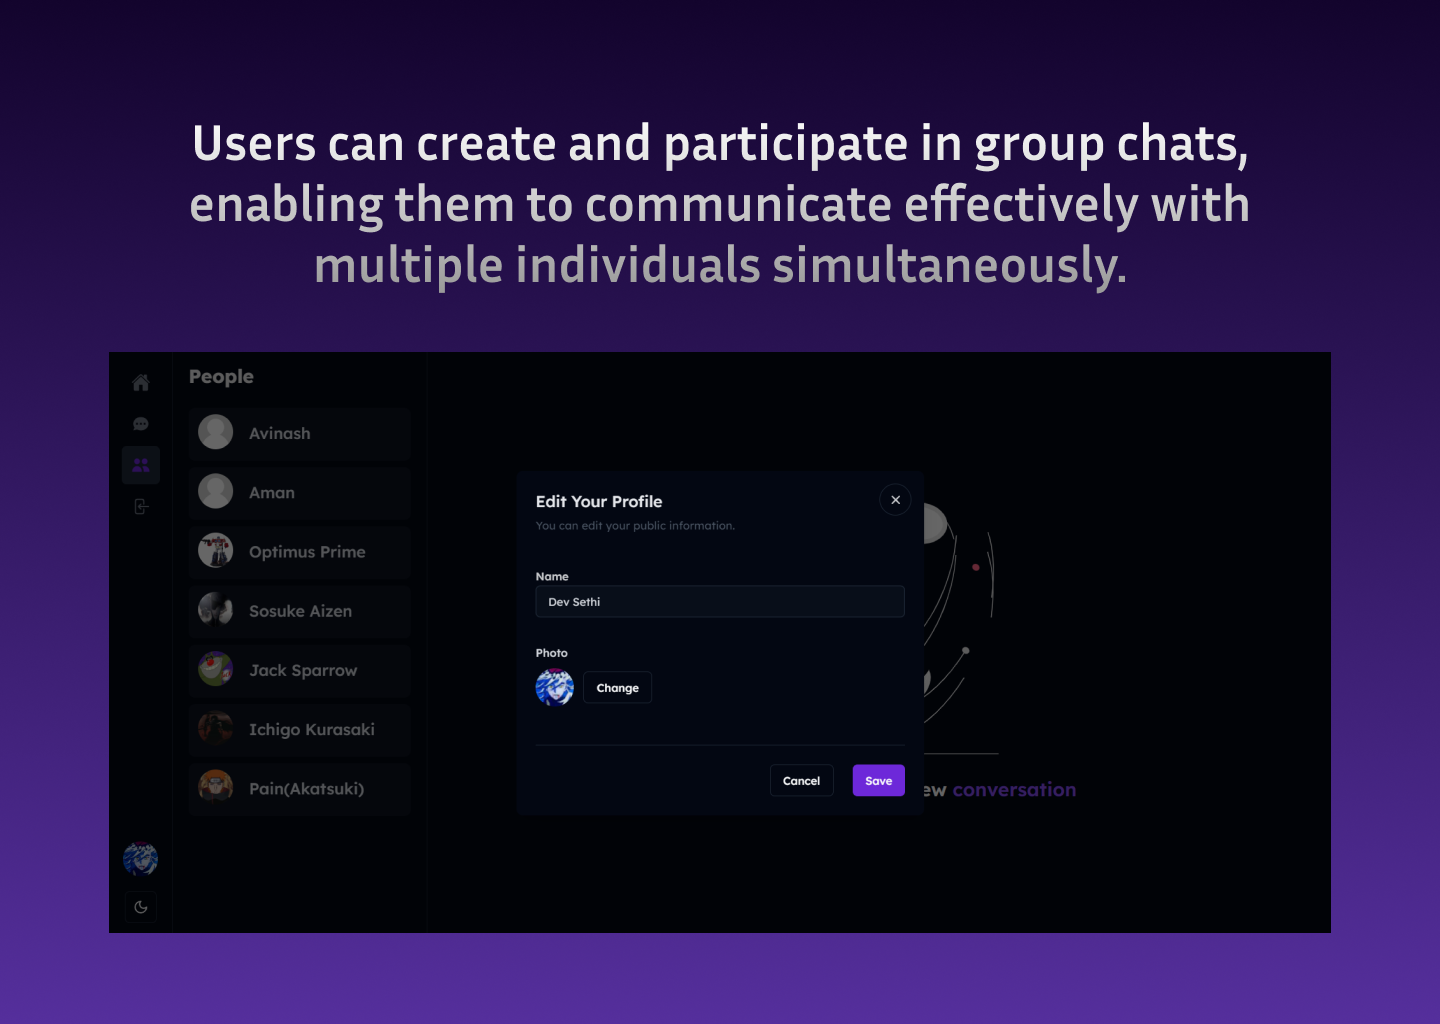 Users can create and participate in group chats,
enabling them to communicate effectively with
multiple individuals simultaneously.
People
Avinash
Aman
Optimus Prime
Sosuke Aizen
Jack Sparrow
Ichigo Kurasaki
Pain(Akatsuki)
Edit Your Profile
You can edit your public information.
Name
Dev Sethi
Photo
Change
Cancel
Save
ew conversation